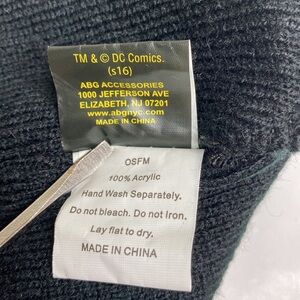 TM & © DC Comics.
(s16)
ABG ACCESSORIES
1000 JEFFERSON AVE
ELIZABETH, NJ 07201
www.abgnyc.com
MADE IN CHINA
OSFM
100% Acrylic
Hand Wash Separately.
Do not bleach. Do not iron.
Lay flat to dry.
MADE IN CHINA